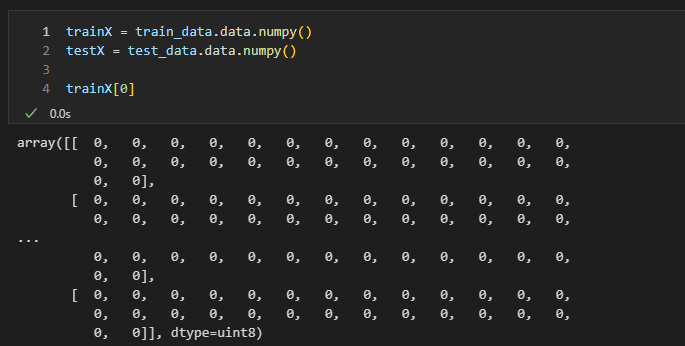 1 trainX = train_data.data.numpy()
2 testX = test_data.data.numpy()
3
4 trainX[0]
0.0s
array([[ 0, 0, 0, 0, 0, 0, 0, 0, 0, 0, 0, 0, 0,
0, 0, 0, 0, 0, 0, 0, 0, 0, 0, 0, 0, 0,
0, 0],
[ 0, 0, 0, 0, 0, 0, 0, 0, 0, 0, 0, 0, 0,
0, 0, 0, 0, 0, 0, 0, 0, 0, 0, 0, 0, 0,
...
0, 0, 0, 0, 0, 0, 0, 0, 0, 0, 0, 0, 0,
0, 0],
[ 0, 0, 0, 0, 0, 0, 0, 0, 0, 0, 0, 0, 0,
0, 0, 0, 0, 0, 0, 0, 0, 0, 0, 0, 0, 0,
0, 0]], dtype=uint8)